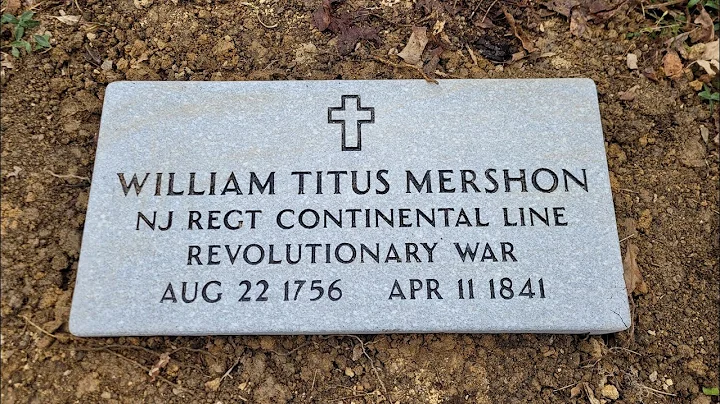 WILLIAM TITUS MERSHON
NJ REGT CONTINENTAL LINE
REVOLUTIONARY WAR
AUG 22 1756 APR 11 1841